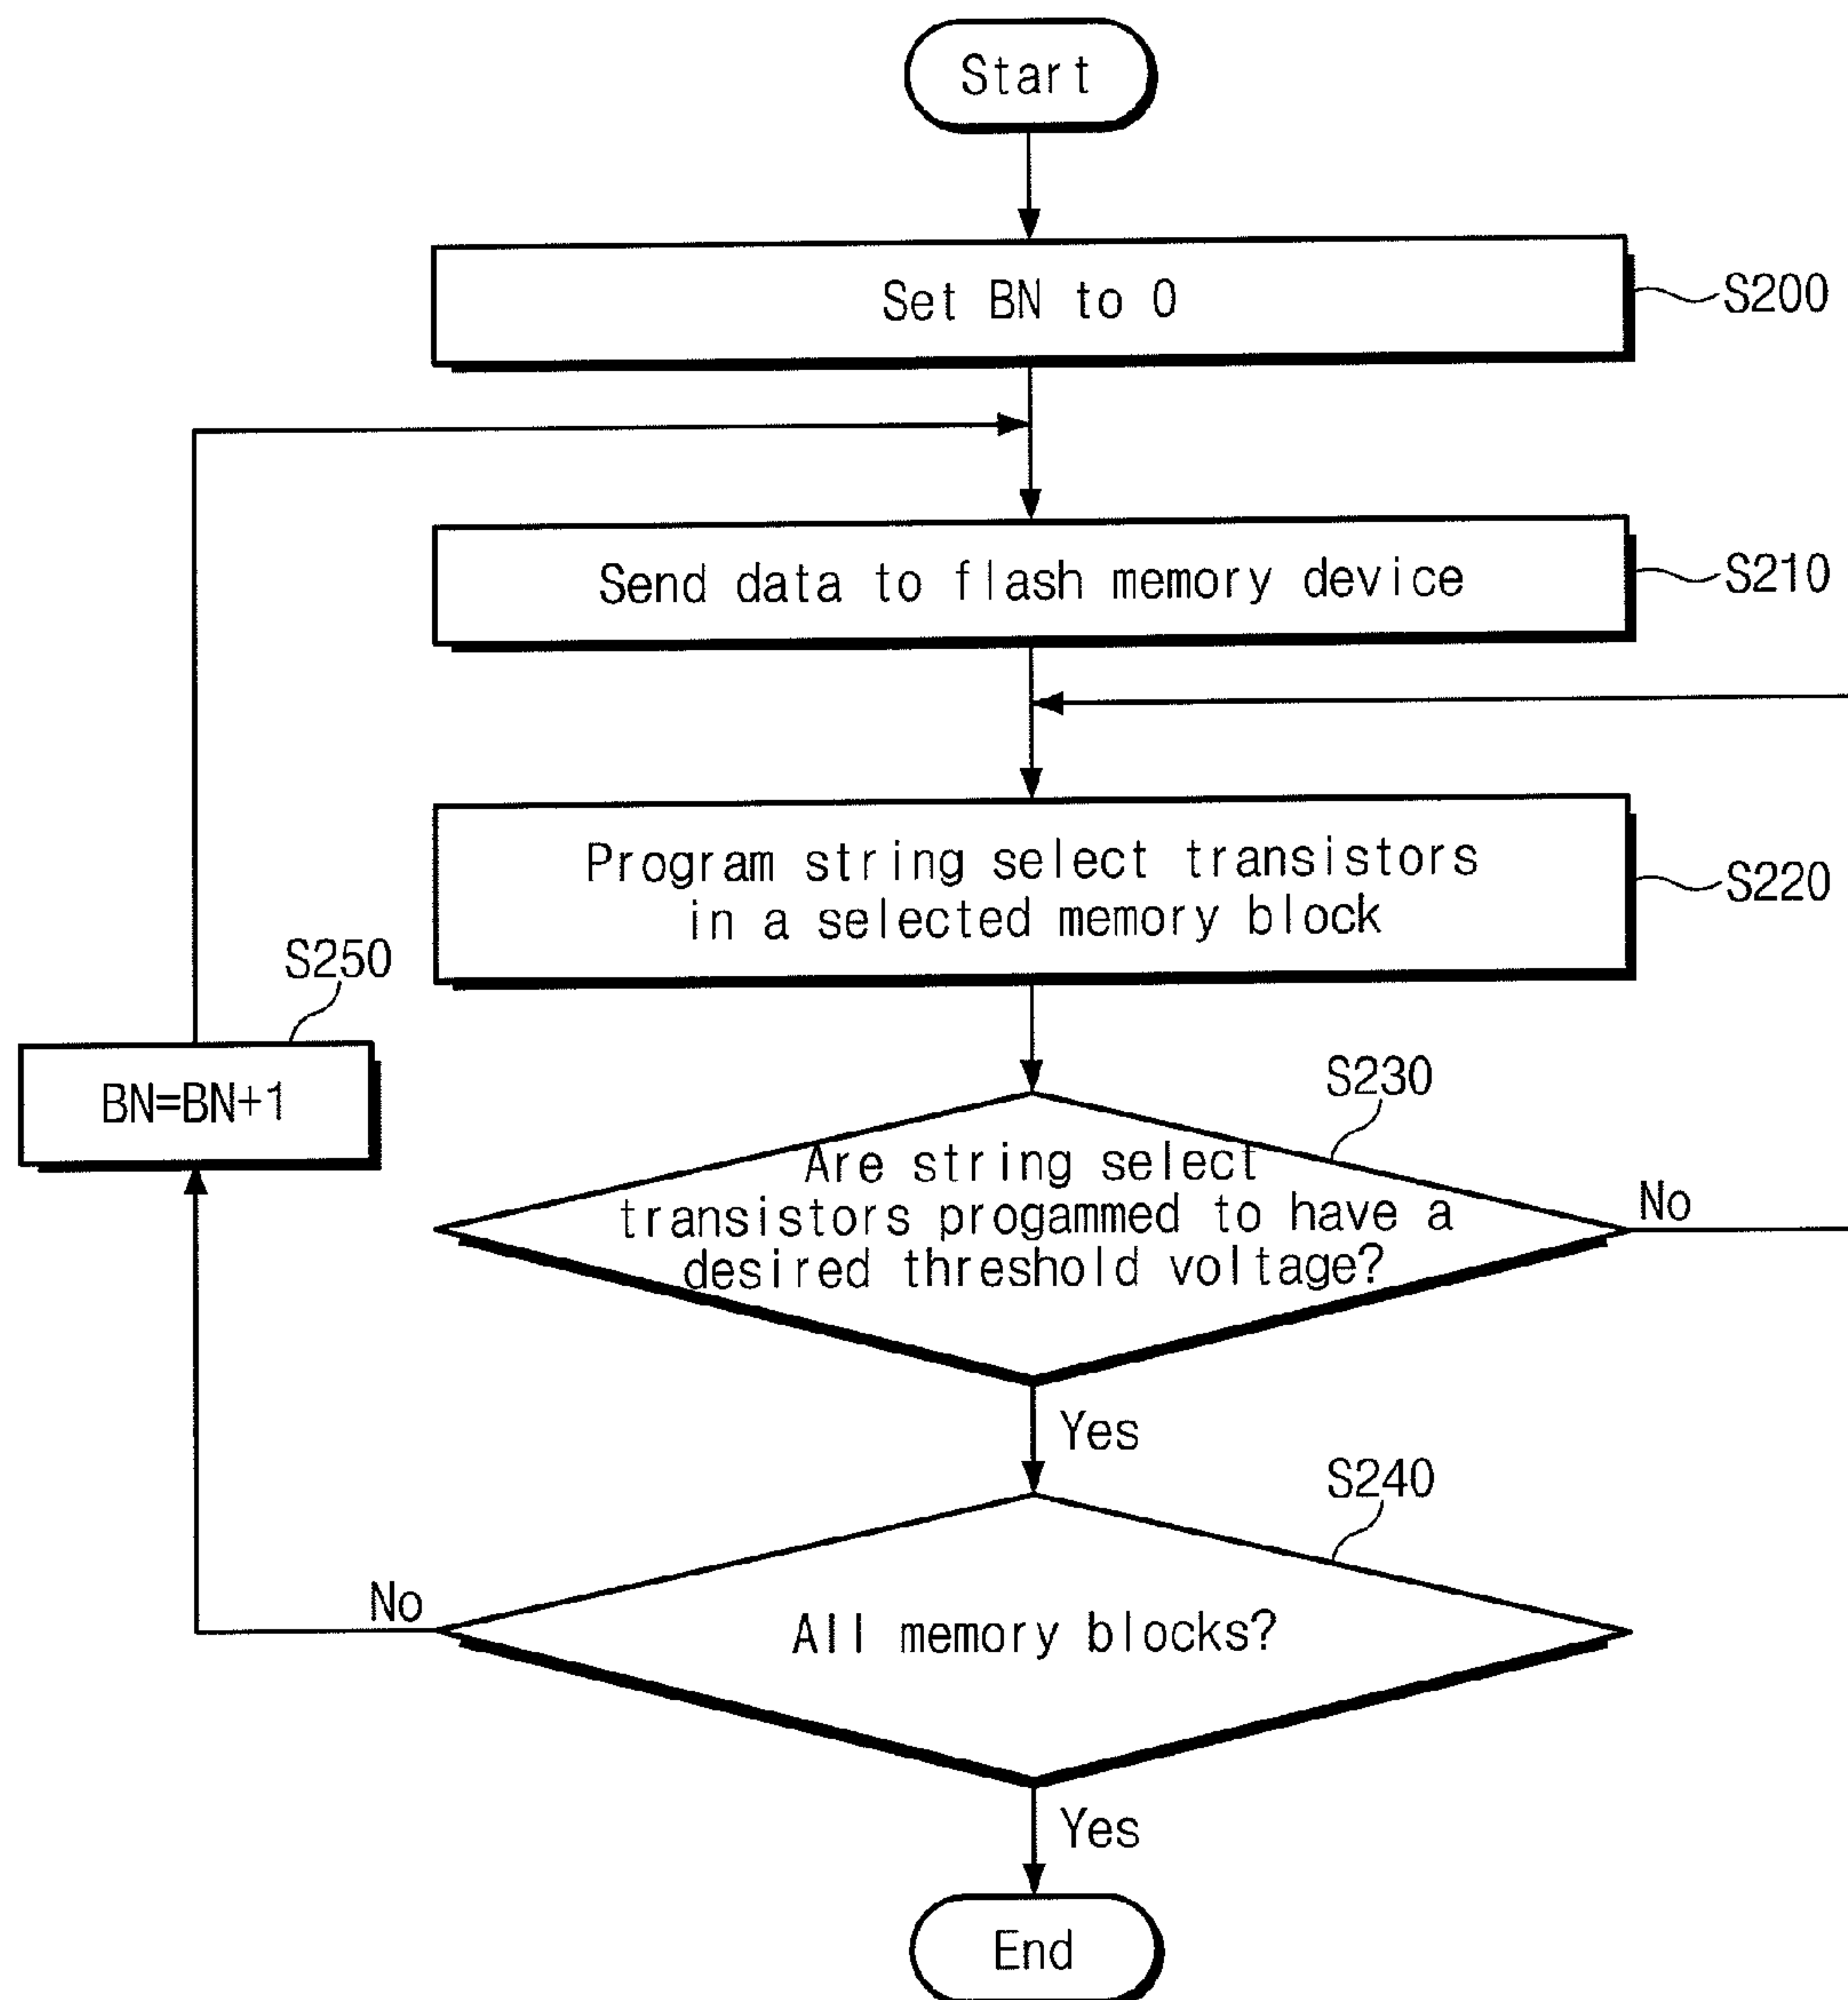 Start
Set BN to 0
S200
Send data to flash memory device
S210
Program string select transistors
in a selected memory block
S220
S250
BN=BN+1
S230
Are string select
transistors progammed to have a
desired threshold voltage?
No
Yes
S240
No
All memory blocks?
Yes
End